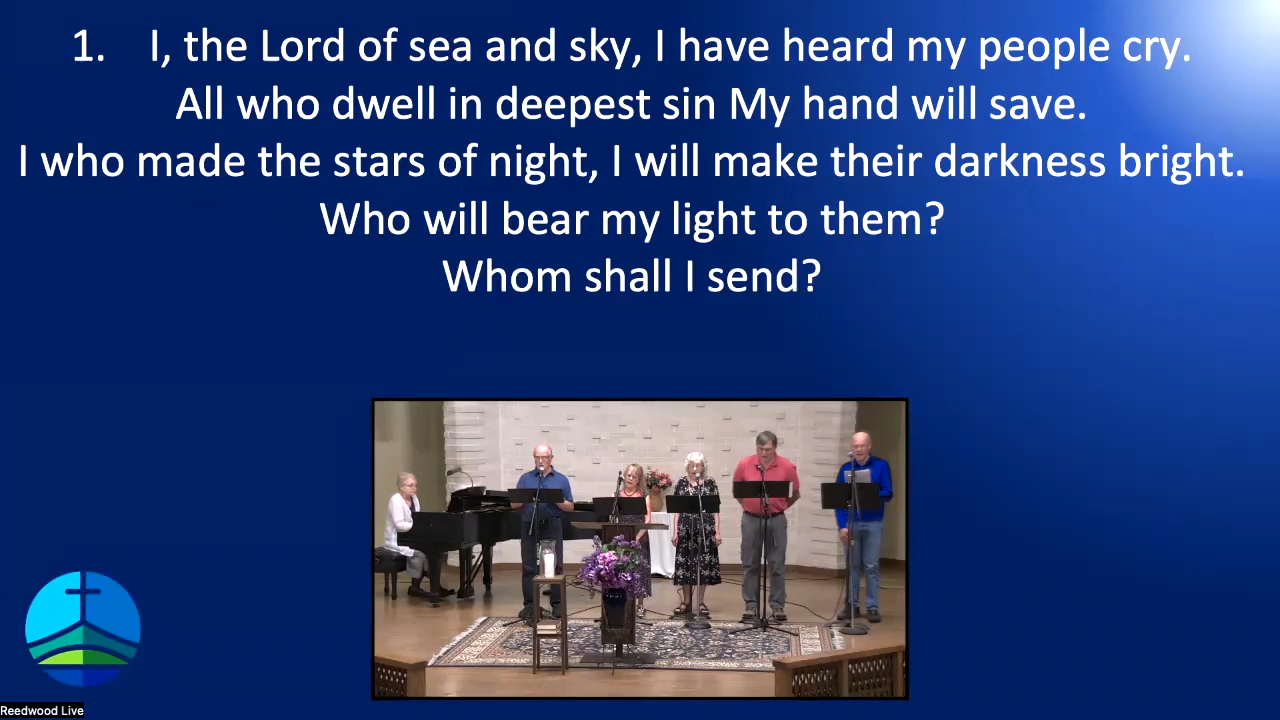 1. I, the Lord of sea and sky, I have heard my people cry.
All who dwell in deepest sin My hand will save.
I who made the stars of night, I will make their darkness bright.
Who will bear my light to them?
Whom shall I send?
Reedwood Live